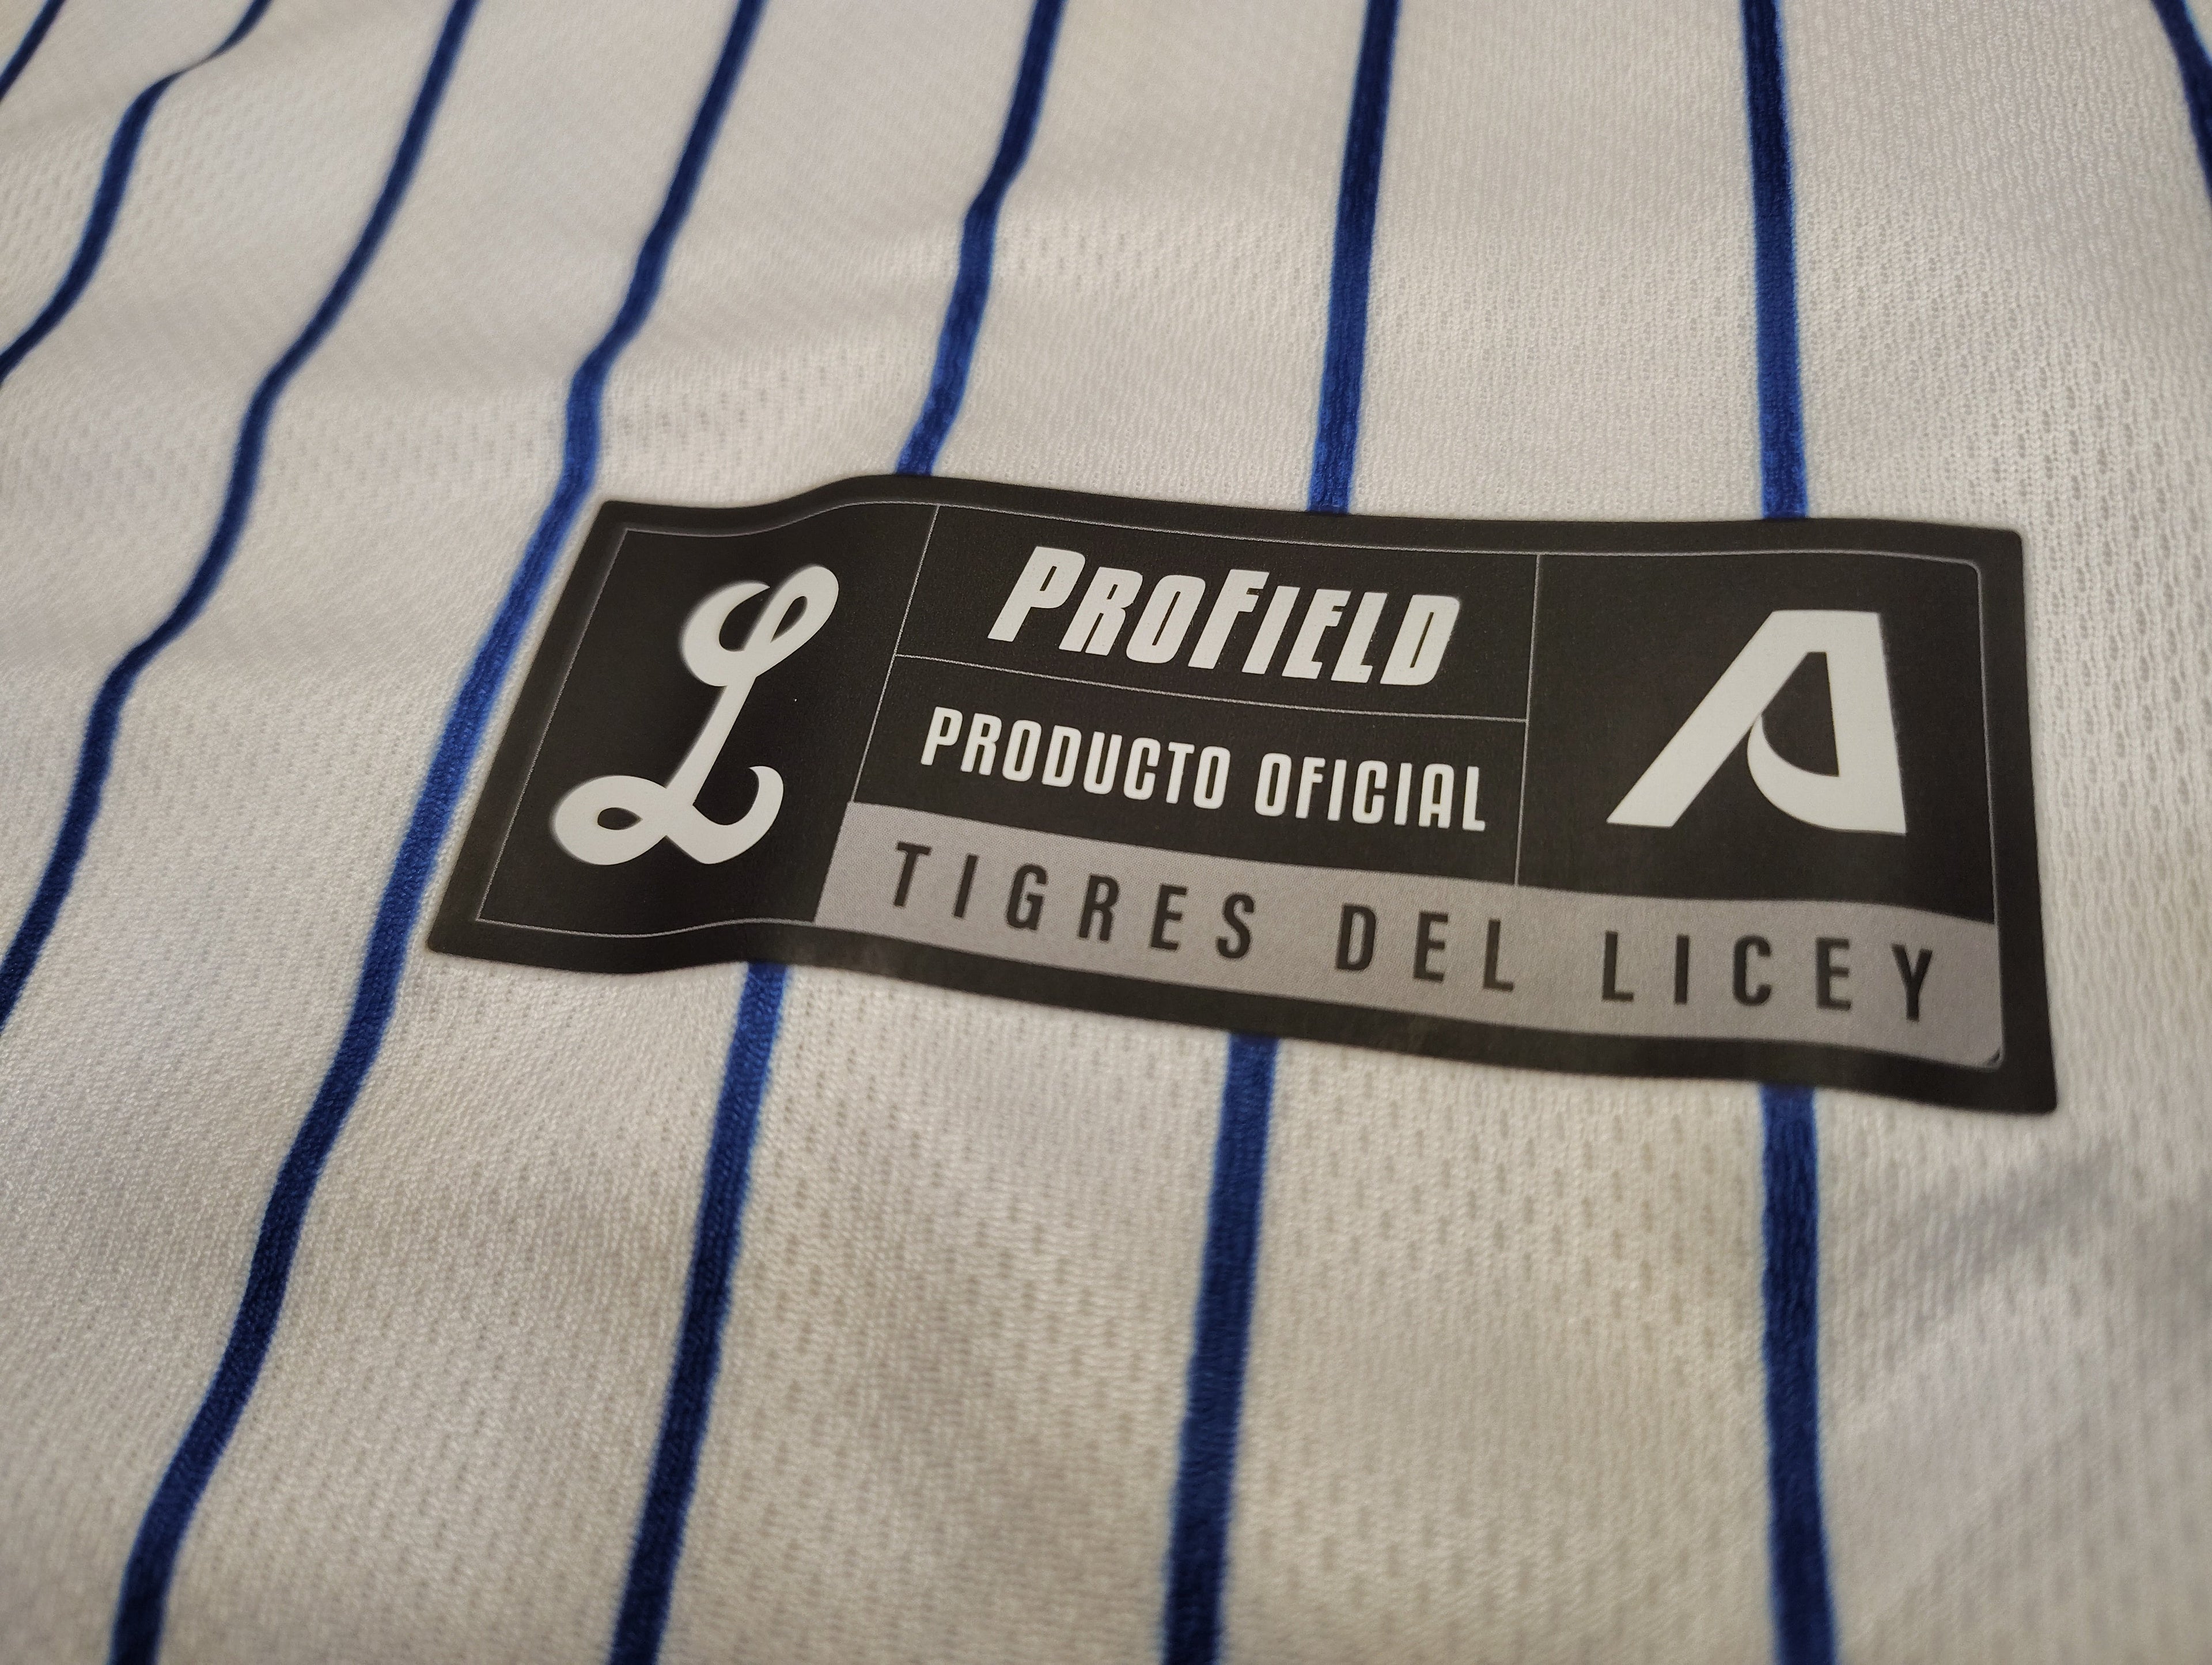 L
PROFIELD
PRODUCTO OFICIAL
A
TIGRES DEL LICEY